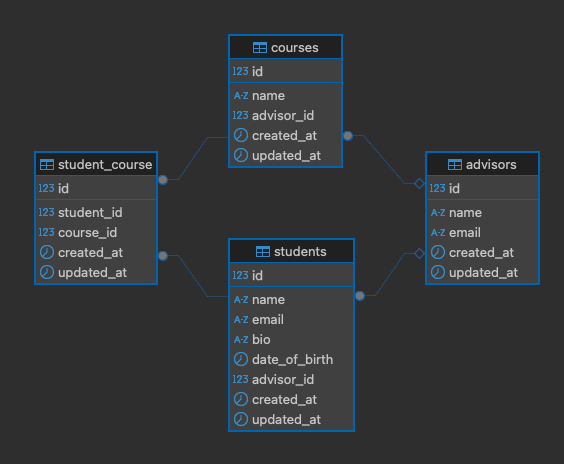 courses
123 id
A-Z name
123 advisor_id
created_at
updated_at
student_course
123 id
123 student_id
123 course_id
created_at
updated_at
advisors
123 id
A-Z name
A-Z email
created_at
updated_at
students
123 id
A-Z name
A-Z email
A-Z bio
date_of_birth
123 advisor_id
created_at
updated_at